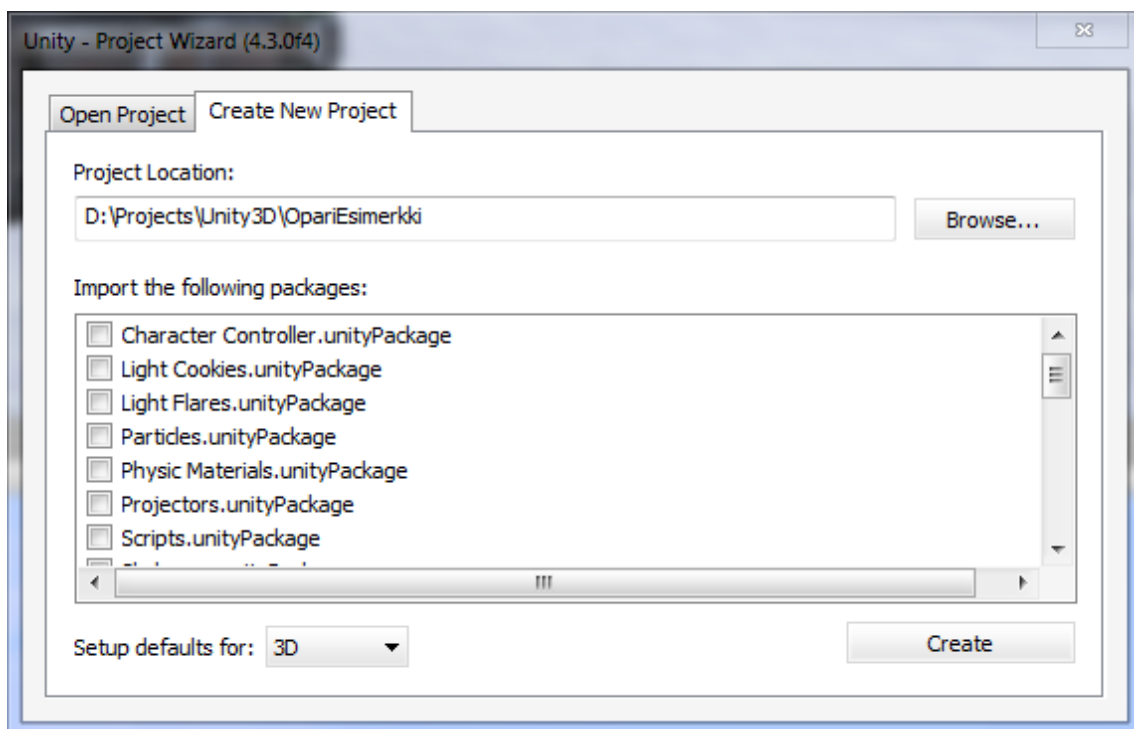 Unity - Project Wizard (4.3.0f4)
Open Project
Create New Project
Project Location:
D:\Projects\Unity3D\OpariEsimerkki
Browse...
Import the following packages:
Character Controller.unityPackage
Light Cookies.unityPackage
Light Flares.unityPackage
Particles.unityPackage
Physic Materials.unityPackage
Projectors.unityPackage
Scripts.unityPackage
Setup defaults for: 3D
Create